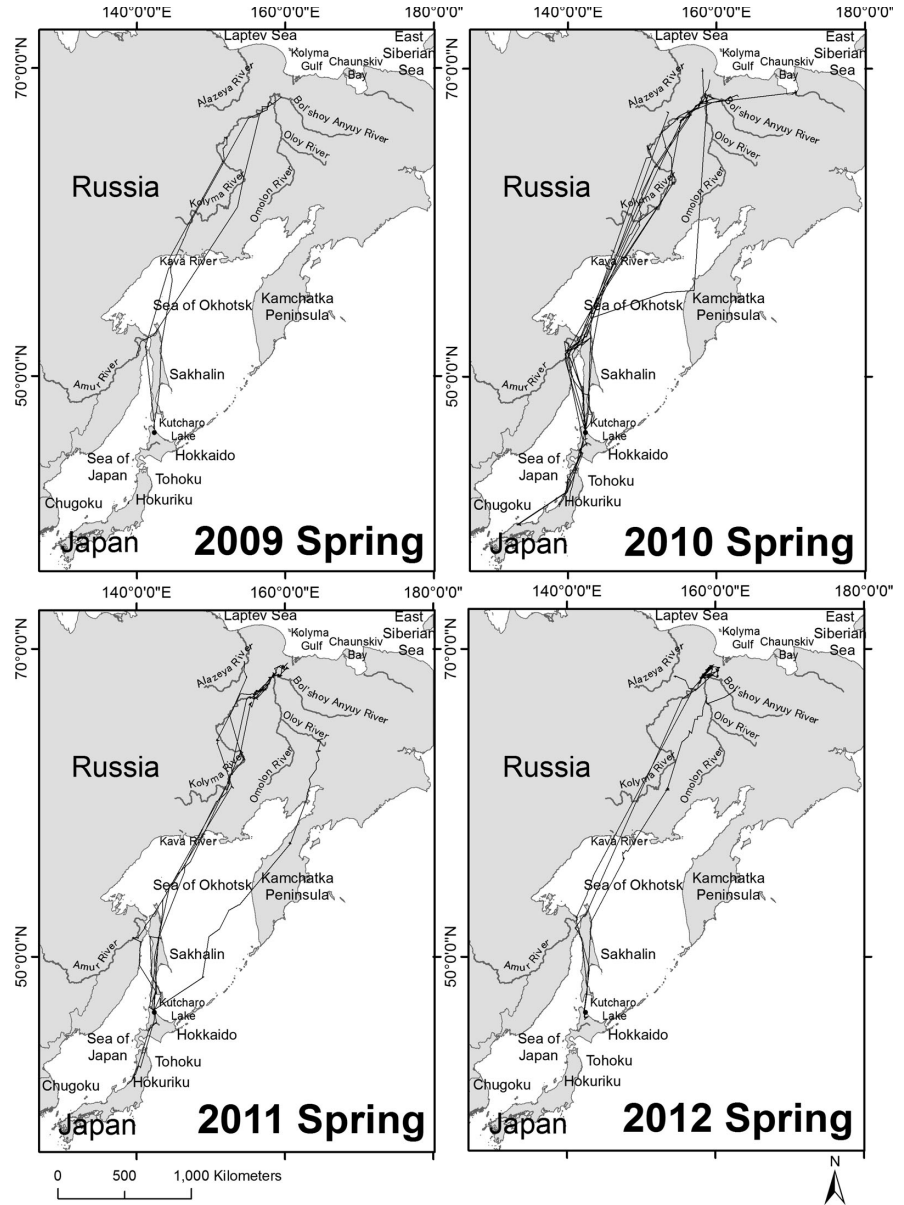 140°0'0"E 160°0'0"E 180°0'0"
70°0'0"N
50°0'0"N
Laptev Sea
East
Siberian
Sea
Kolyma
Gulf
Chaunskiy
Bay
Alazeya River
Bol'shoy Anyuy River
Oloy River
Russia
Kolyma River
Omolon River
Kava River
Sea of Okhotsk
Kamchatka
Peninsula
Amur River
Sakhalin
Kutcharo
Lake
Sea of
Japan
Hokkaido
Tohoku
Chugoku
Hokuriku
Japan
2009 Spring
140°0'0"E 160°0'0"E 180°0'0"
70°0'0"N
50°0'0"N
Laptev Sea
East
Siberian
Sea
Kolyma
Gulf
Chaunskiy
Bay
Alazeya River
Bol'shoy Anyuy River
Oloy River
Russia
Kolyma River
Omolon River
Kava River
Sea of Okhotsk
Kamchatka
Peninsula
Amur River
Sakhalin
Kutcharo
Lake
Sea of
Japan
Hokkaido
Tohoku
Chugoku
Hokuriku
Japan
2010 Spring
140°0'0"E 160°0'0"E 180°0'0"
70°0'0"N
50°0'0"N
Laptev Sea
East
Siberian
Sea
Kolyma
Gulf
Chaunskiv
Bay
Alazeya River
Bol'shoy Anyuy River
Oloy River
Russia
Kolyma River
Omolon River
Kava River
Sea of Okhotsk
Kamchatka
Peninsula
Amur River
Sakhalin
Kutcharo
Lake
Sea of
Japan
Hokkaido
Tohoku
Chugoku
Hokuriku
Japan
2011 Spring
140°0'0"E 160°0'0"E 180°0'0"
70°0'0"N
50°0'0"N
Laptev Sea
East
Siberian
Sea
Kolyma
Gulf
Chaunskiv
Bay
Alazeya River
Bol'shoy Anyuy River
Oloy River
Russia
Kolyma River
Omolon River
Kava River
Sea of Okhotsk
Kamchatka
Peninsula
Amur River
Sakhalin
Kutcharo
Lake
Sea of
Japan
Hokkaido
Tohoku
Chugoku
Hokuriku
Japan
2012 Spring
0 500 1,000 Kilometers
N